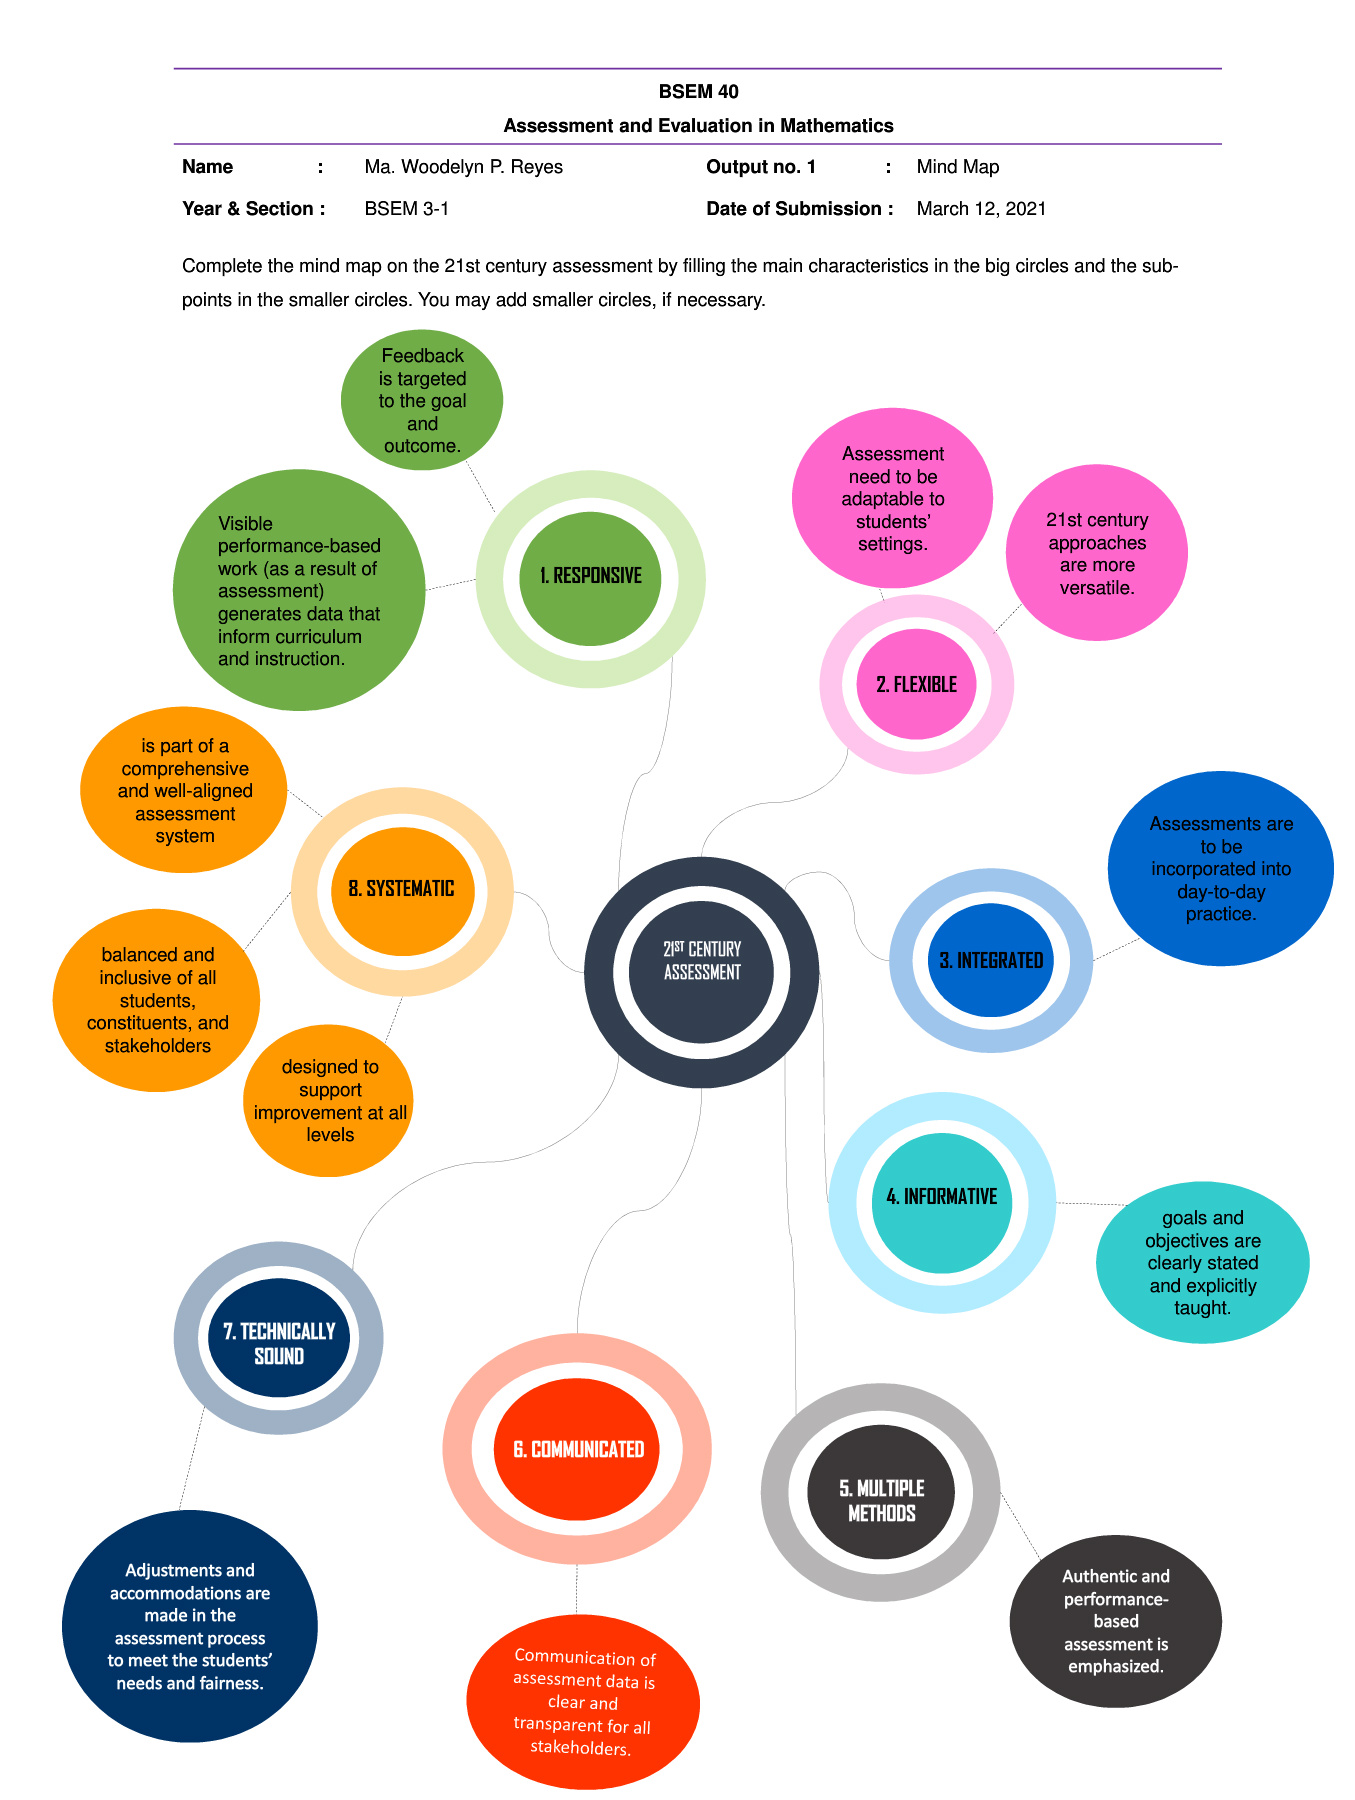 BSEM 40
Assessment and Evaluation in Mathematics
Name : Ma. Woodelyn P. Reyes Output no. 1 : Mind Map
Year & Section : BSEM 3-1 Date of Submission : March 12, 2021
Complete the mind map on the 21st century assessment by filling the main characteristics in the big circles and the sub-
points in the smaller circles. You may add smaller circles, if necessary.
Feedback
is targeted
to the goal
and
outcome.
Visible
performance-based
work (as a result of
assessment)
generates data that
inform curriculum
and instruction.
1. RESPONSIVE
Assessment
need to be
adaptable to
students’
settings.
21st century
approaches
are more
versatile.
2. FLEXIBLE
is part of a
comprehensive
and well-aligned
assessment
system
8. SYSTEMATIC
balanced and
inclusive of all
students,
constituents, and
stakeholders
designed to
support
improvement at all
levels
21ST CENTURY
ASSESSMENT
Assessments are
to be
incorporated into
day-to-day
practice.
3. INTEGRATED
4. INFORMATIVE
goals and
objectives are
clearly stated
and explicitly
taught.
7. TECHNICALLY
SOUND
6. COMMUNICATED
5. MULTIPLE
METHODS
Adjustments and
accommodations are
made in the
assessment process
to meet the students’
needs and fairness.
Communication of
assessment data is
clear and
transparent for all
stakeholders.
Authentic and
performance-
based
assessment is
emphasized.